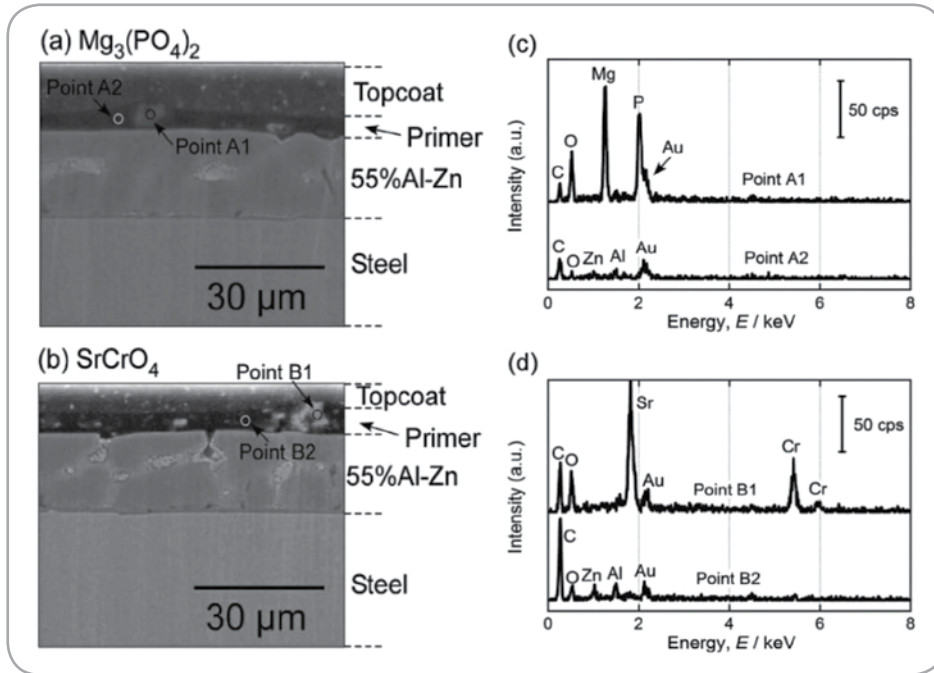 (a) Mg₃(PO₄)₂
Point A2
Point A1
Topcoat
Primer
55%Al-Zn
Steel
30 µm
(b) SrCrO₄
Point B1
Point B2
Topcoat
Primer
55%Al-Zn
Steel
30 µm
(c)
Intensity (a.u.)
C
O
Mg
P
Au
50 cps
Point A1
C
O
Zn
Al
Au
Point A2
0 2 4 6 8
Energy, E / keV
(d)
Intensity (a.u.)
C
O
Sr
Au
50 cps
Point B1
Cr
Cr
C
O
Zn
Al
Au
Point B2
0 2 4 6 8
Energy, E / keV